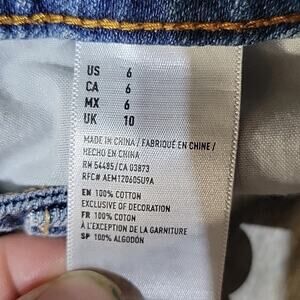 US 6
CA 6
MX 6
UK 10
MADE IN CHINA / FABRIQUÉ EN CHINE /
HECHO EN CHINA
RN 54485/CA 03873
RFC# AEM12060SU9A
EN 100% COTTON
EXCLUSIVE OF DECORATION
FR 100% COTON
À L'EXCEPTION DE LA GARNITURE
SP 100% ALGODÓN